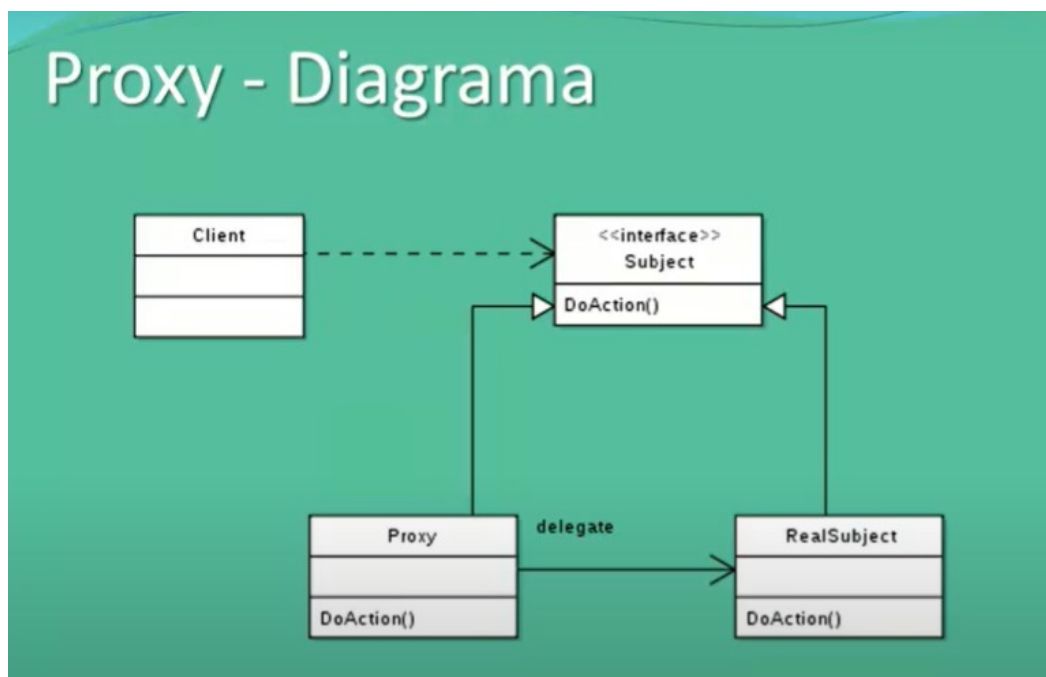 Proxy - Diagrama
Client
<<interface>>
Subject
DoAction()
Proxy
DoAction()
delegate
RealSubject
DoAction()